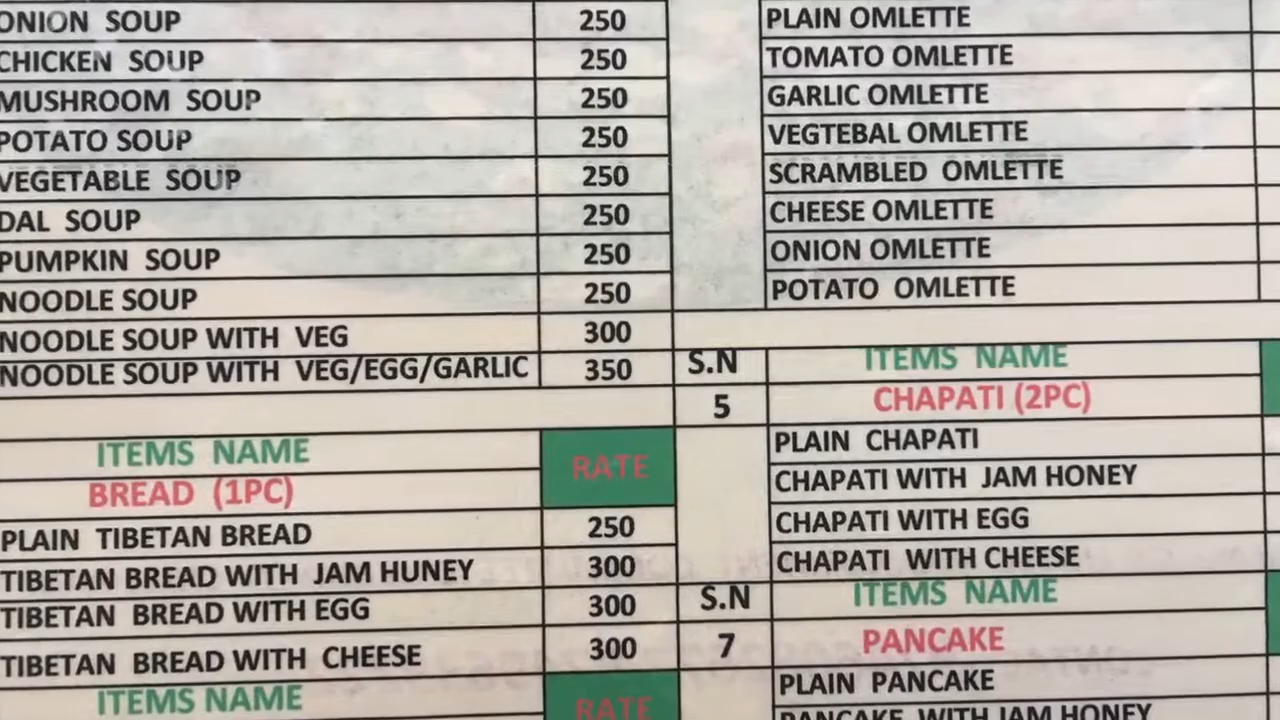 ONION SOUP 250
CHICKEN SOUP 250
MUSHROOM SOUP 250
POTATO SOUP 250
VEGETABLE SOUP 250
DAL SOUP 250
PUMPKIN SOUP 250
NOODLE SOUP 250
NOODLE SOUP WITH VEG 300
NOODLE SOUP WITH VEG/EGG/GARLIC 350
ITEMS NAME RATE
BREAD (1PC)
PLAIN TIBETAN BREAD 250
TIBETAN BREAD WITH JAM HUNEY 300
TIBETAN BREAD WITH EGG 300
TIBETAN BREAD WITH CHEESE 300
ITEMS NAME RATE
PLAIN OMLETTE
TOMATO OMLETTE
GARLIC OMLETTE
VEGTEBAL OMLETTE
SCRAMBLED OMLETTE
CHEESE OMLETTE
ONION OMLETTE
POTATO OMLETTE
S.N ITEMS NAME
5 CHAPATI (2PC)
PLAIN CHAPATI
CHAPATI WITH JAM HONEY
CHAPATI WITH EGG
CHAPATI WITH CHEESE
S.N ITEMS NAME
7 PANCAKE
PLAIN PANCAKE
PANCAKE WITH JAM HONEY